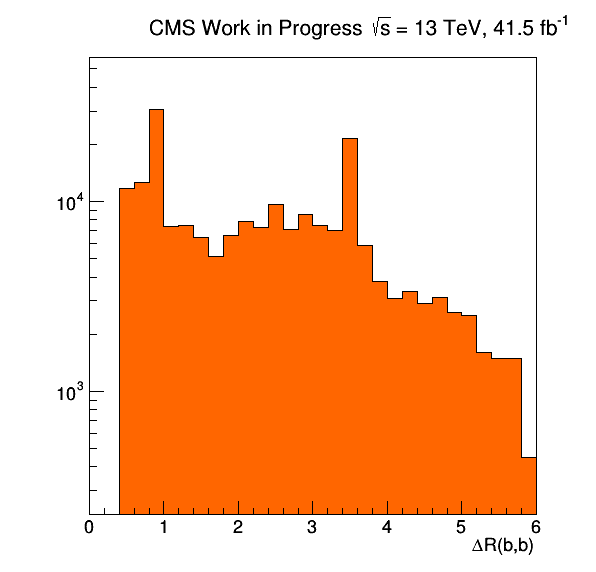 CMS Work in Progress √s = 13 TeV, 41.5 fb⁻¹
10⁴
10³
0 1 2 3 4 5 6
ΔR(b,b)